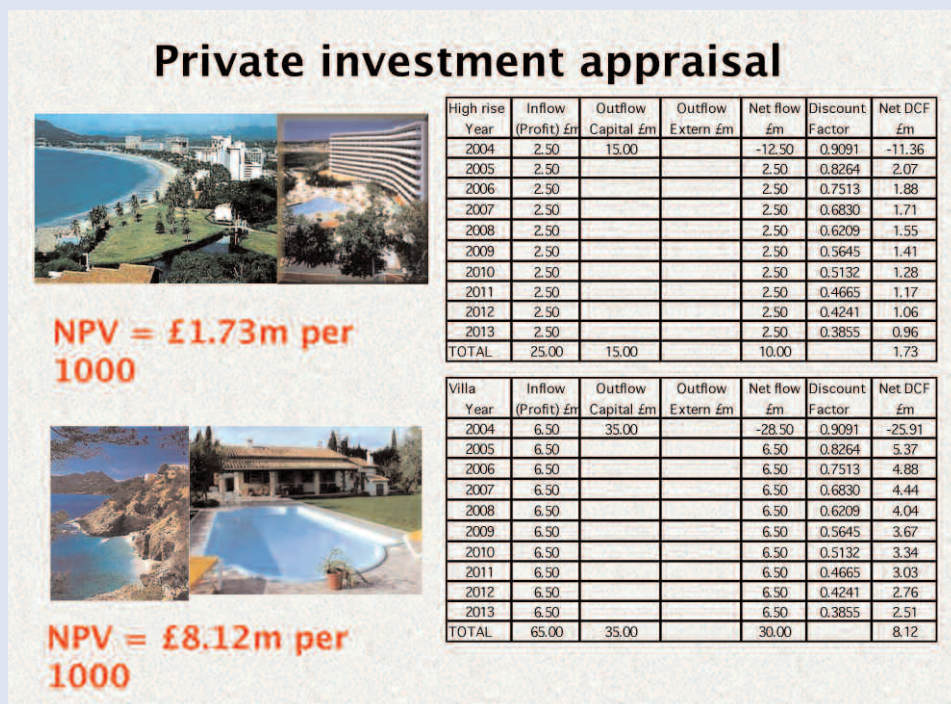 Private investment appraisal
High rise Inflow Outflow Outflow Net flow Discount Net DCF
Year (Profit) £m Capital £m Extern £m £m Factor £m
2004 2.50 15.00 -12.50 0.9091 -11.36
2005 2.50 2.50 0.8264 2.07
2006 2.50 2.50 0.7513 1.88
2007 2.50 2.50 0.6830 1.71
2008 2.50 2.50 0.6209 1.55
2009 2.50 2.50 0.5645 1.41
2010 2.50 2.50 0.5132 1.28
2011 2.50 2.50 0.4665 1.17
2012 2.50 2.50 0.4241 1.06
2013 2.50 2.50 0.3855 0.96
TOTAL 25.00 15.00 10.00 1.73
NPV = £1.73m per
1000
Villa Inflow Outflow Outflow Net flow Discount Net DCF
Year (Profit) £m Capital £m Extern £m £m Factor £m
2004 6.50 35.00 -28.50 0.9091 -25.91
2005 6.50 6.50 0.8264 5.37
2006 6.50 6.50 0.7513 4.88
2007 6.50 6.50 0.6830 4.44
2008 6.50 6.50 0.6209 4.04
2009 6.50 6.50 0.5645 3.67
2010 6.50 6.50 0.5132 3.34
2011 6.50 6.50 0.4665 3.03
2012 6.50 6.50 0.4241 2.76
2013 6.50 6.50 0.3855 2.51
TOTAL 65.00 35.00 30.00 8.12
NPV = £8.12m per
1000